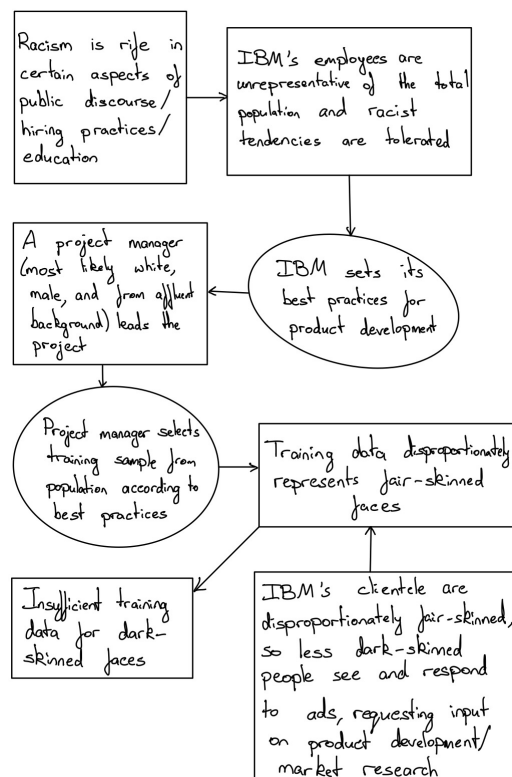 Racism is rife in
certain aspects of
public discourse/
hiring practices/
education
IBM's employees are
unrepresentative of the total
population and racist
tendencies are tolerated
IBM sets its
best practices for
product development
A project manager
(most likely white,
male, and from affluent
background) leads the
project
Project manager selects
training sample from
population according to
best practices
Training data disproportionately
represents fair-skinned
faces
Insufficient training
data for dark-
skinned faces
IBM's clientele are
disproportionately fair-skinned,
so less dark-skinned
people see and respond
to ads, requesting input
on product development/
market research